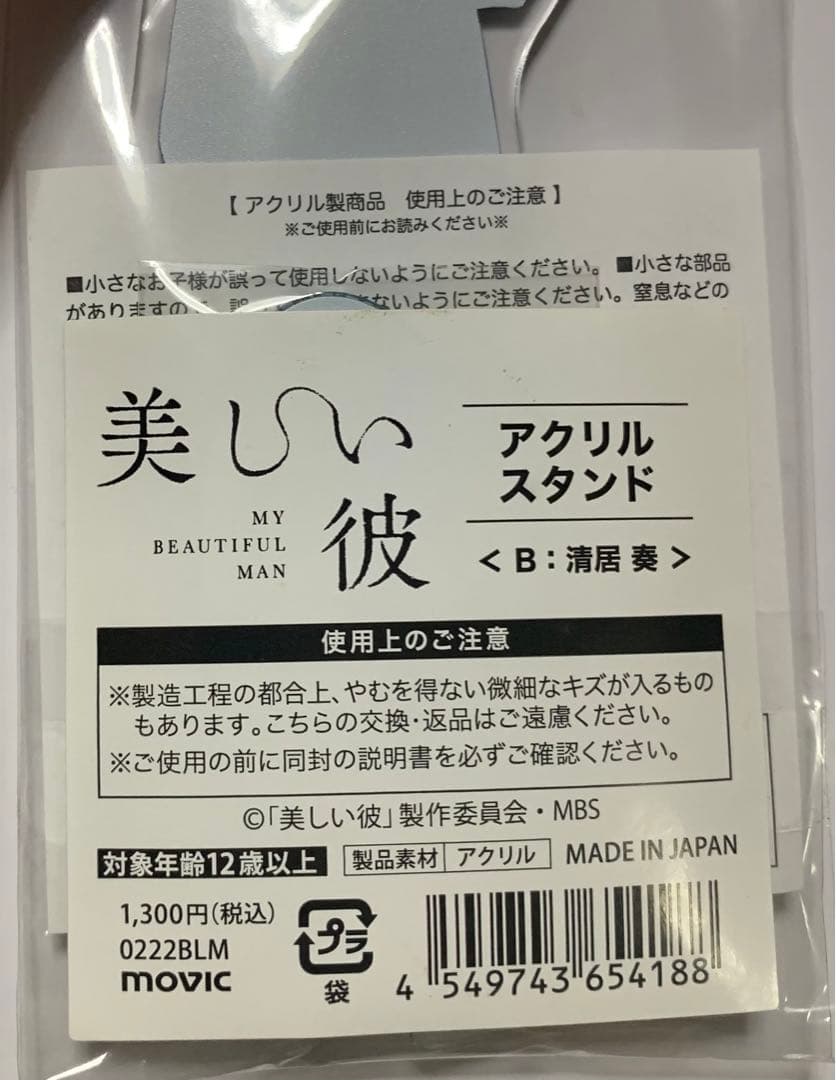 【 アクリル製商品　使用上のご注意 】
※ご使用前にお読みください※
■小さなお子様が誤って使用しないようにご注意ください。 ■小さな部品
がありますので、誤 ないようにご注意ください。窒息などの
美しい彼
MY
BEAUTIFUL
MAN
アクリル
スタンド
< B：清居 奏 >
使用上のご注意
※製造工程の都合上、やむを得ない微細なキズが入るもの
もあります。こちらの交換・返品はご遠慮ください。
※ご使用の前に同封の説明書を必ずご確認ください。
©「美しい彼」製作委員会・MBS
対象年齢12歳以上 製品素材 アクリル MADE IN JAPAN
1,300円(税込)
0222BLM
movic
プラ
袋
4 549743 654188